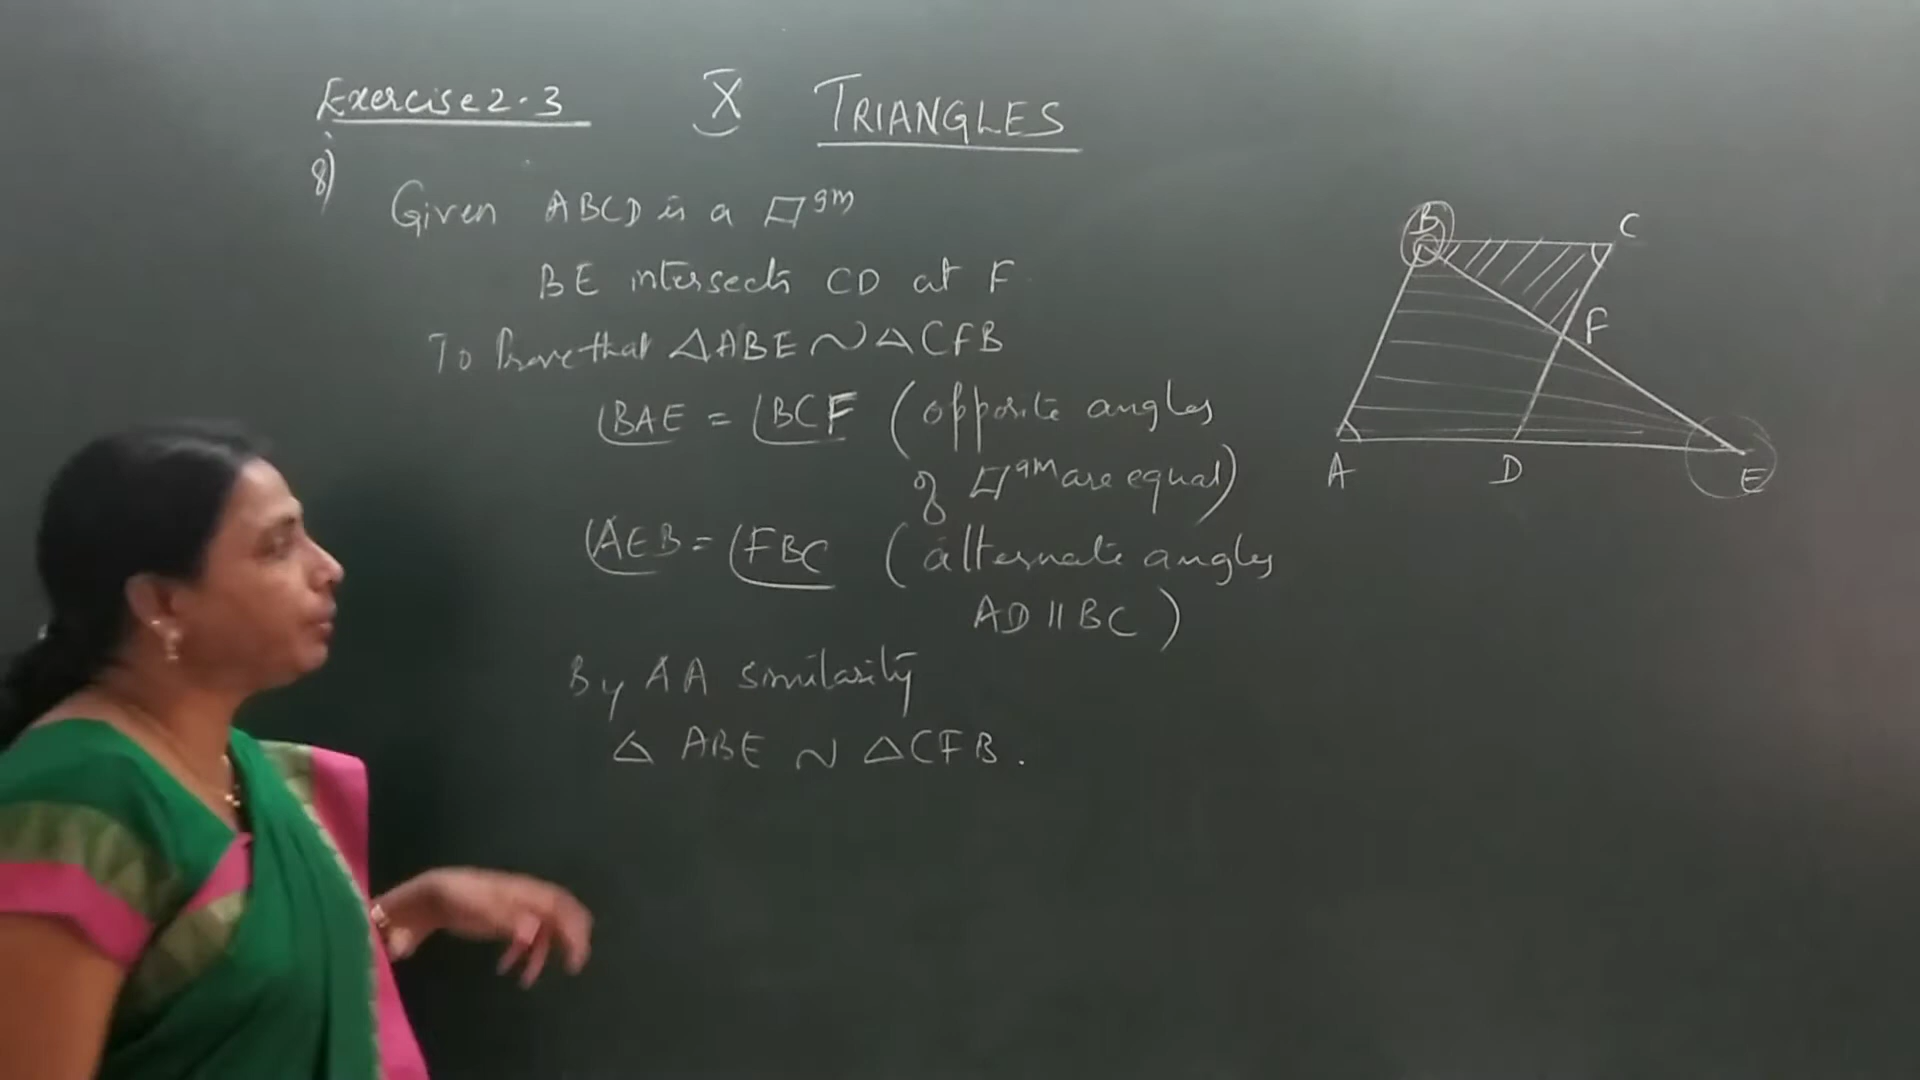 Exercise 2.3 X TRIANGLES
8)
Given ABCD is a ▱gm
BE intersects CD at F
To Prove that △ABE ~ △CFB
∠BAE = ∠BCF (opposite angles
of ▱gm are equal)
∠AEB = ∠FBC (alternate angles
AD || BC)
By AA similarity
△ ABE ~ △CFB.
B C
F
A D E